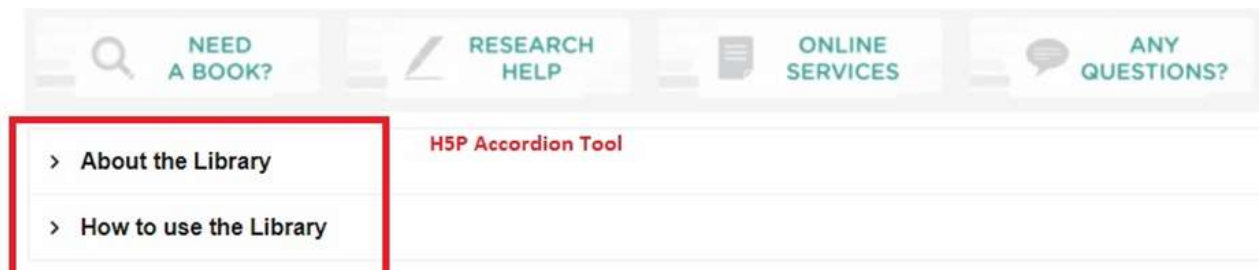 NEED
A BOOK?
RESEARCH
HELP
ONLINE
SERVICES
ANY
QUESTIONS?
H5P Accordion Tool
> About the Library
> How to use the Library